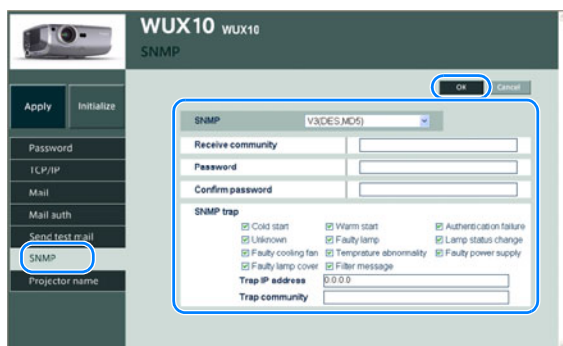 WUX10 WUX10
SNMP
OK Cancel
Apply Initialize
Password
TCP/IP
Mail
Mail auth
Send test mail
SNMP
Projector name
SNMP V3(DES,MD5)
Receive community
Password
Confirm password
SNMP trap
Cold start Warm start Authentication failure
Unknown Faulty lamp Lamp status change
Faulty cooling fan Temprature abnormality Faulty power supply
Faulty lamp cover Filter message
Trap IP address 0.0.0.0
Trap community